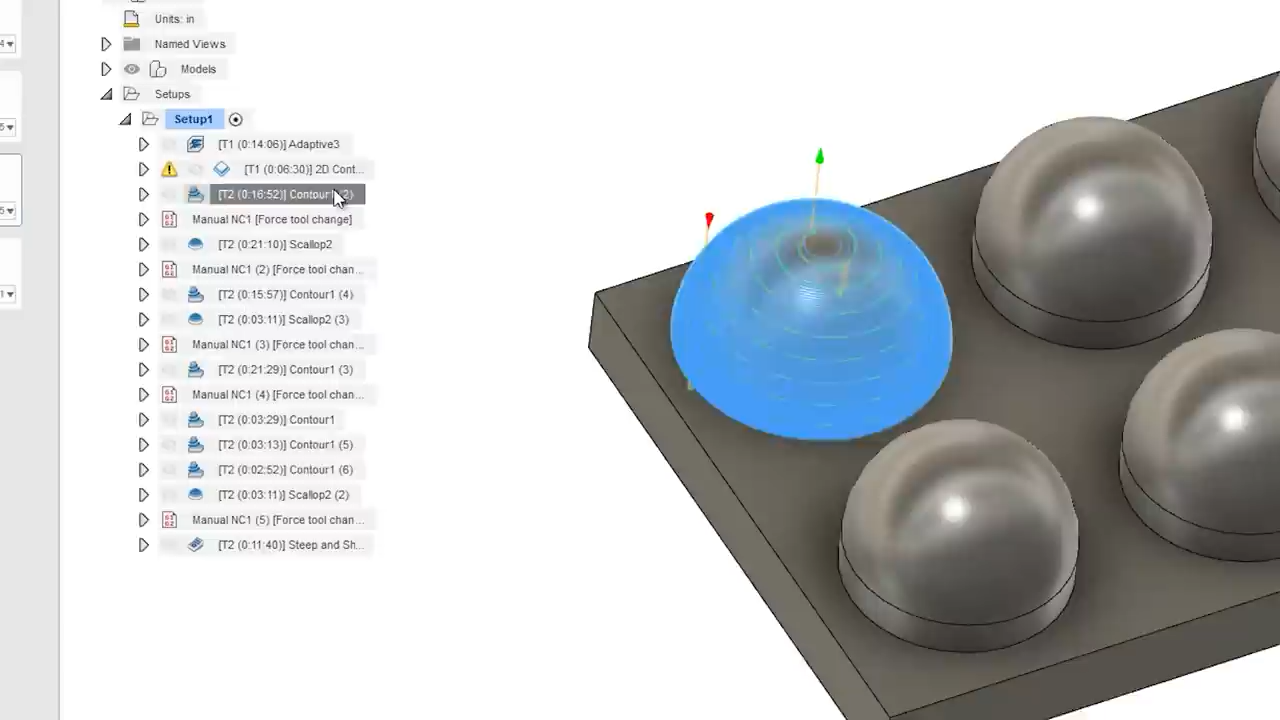 Units: in
Named Views
Models
Setups
Setup1
[T1 (0:14:06)] Adaptive3
[T1 (0:06:30)] 2D Cont...
[T2 (0:16:52)] Contour1 2)
Manual NC1 [Force tool change]
[T2 (0:21:10)] Scallop2
Manual NC1 (2) [Force tool chan...
[T2 (0:15:57)] Contour1 (4)
[T2 (0:03:11)] Scallop2 (3)
Manual NC1 (3) [Force tool chan...
[T2 (0:21:29)] Contour1 (3)
Manual NC1 (4) [Force tool chan...
[T2 (0:03:29)] Contour1
[T2 (0:03:13)] Contour1 (5)
[T2 (0:02:52)] Contour1 (6)
[T2 (0:03:11)] Scallop2 (2)
Manual NC1 (5) [Force tool chan...
[T2 (0:11:40)] Steep and Sh...